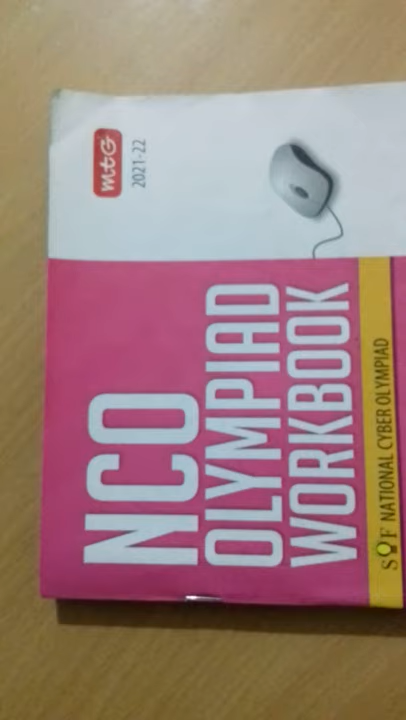 mtG
2021-22
NCO
OLYMPIAD
WORKBOOK
SOF NATIONAL CYBER OLYMPIAD